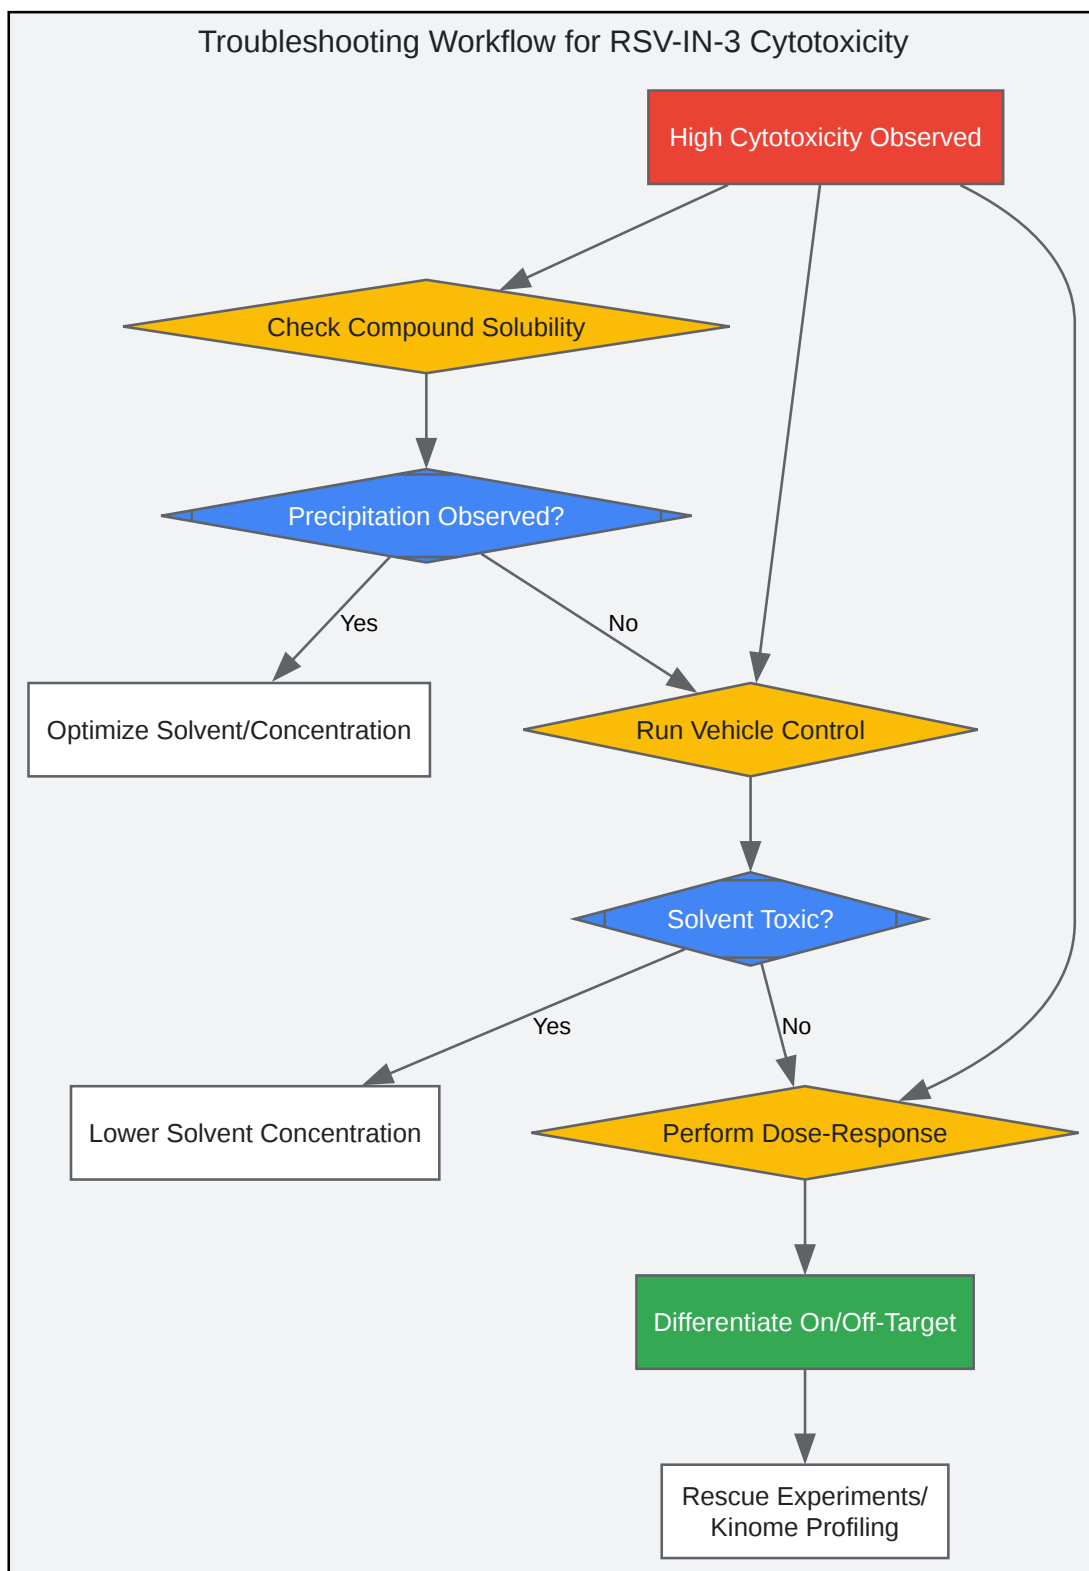 Troubleshooting Workflow for RSV-IN-3 Cytotoxicity
High Cytotoxicity Observed
Check Compound Solubility
Precipitation Observed?
Yes
No
Optimize Solvent/Concentration
Run Vehicle Control
Solvent Toxic?
Yes
No
Lower Solvent Concentration
Perform Dose-Response
Differentiate On/Off-Target
Rescue Experiments/
Kinome Profiling